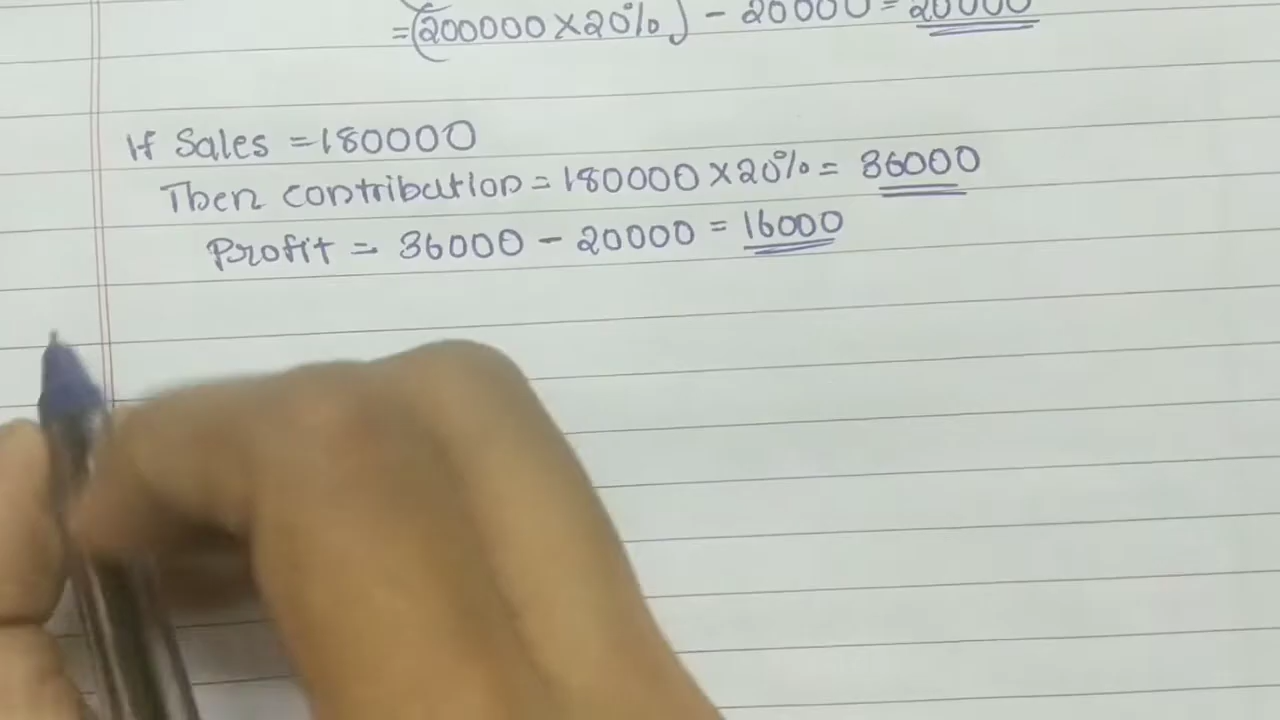 =(200000×20%) - 20000 = 20000
If Sales =180000
Then contribution = 180000×20% = 36000
Profit = 36000 - 20000 = 16000